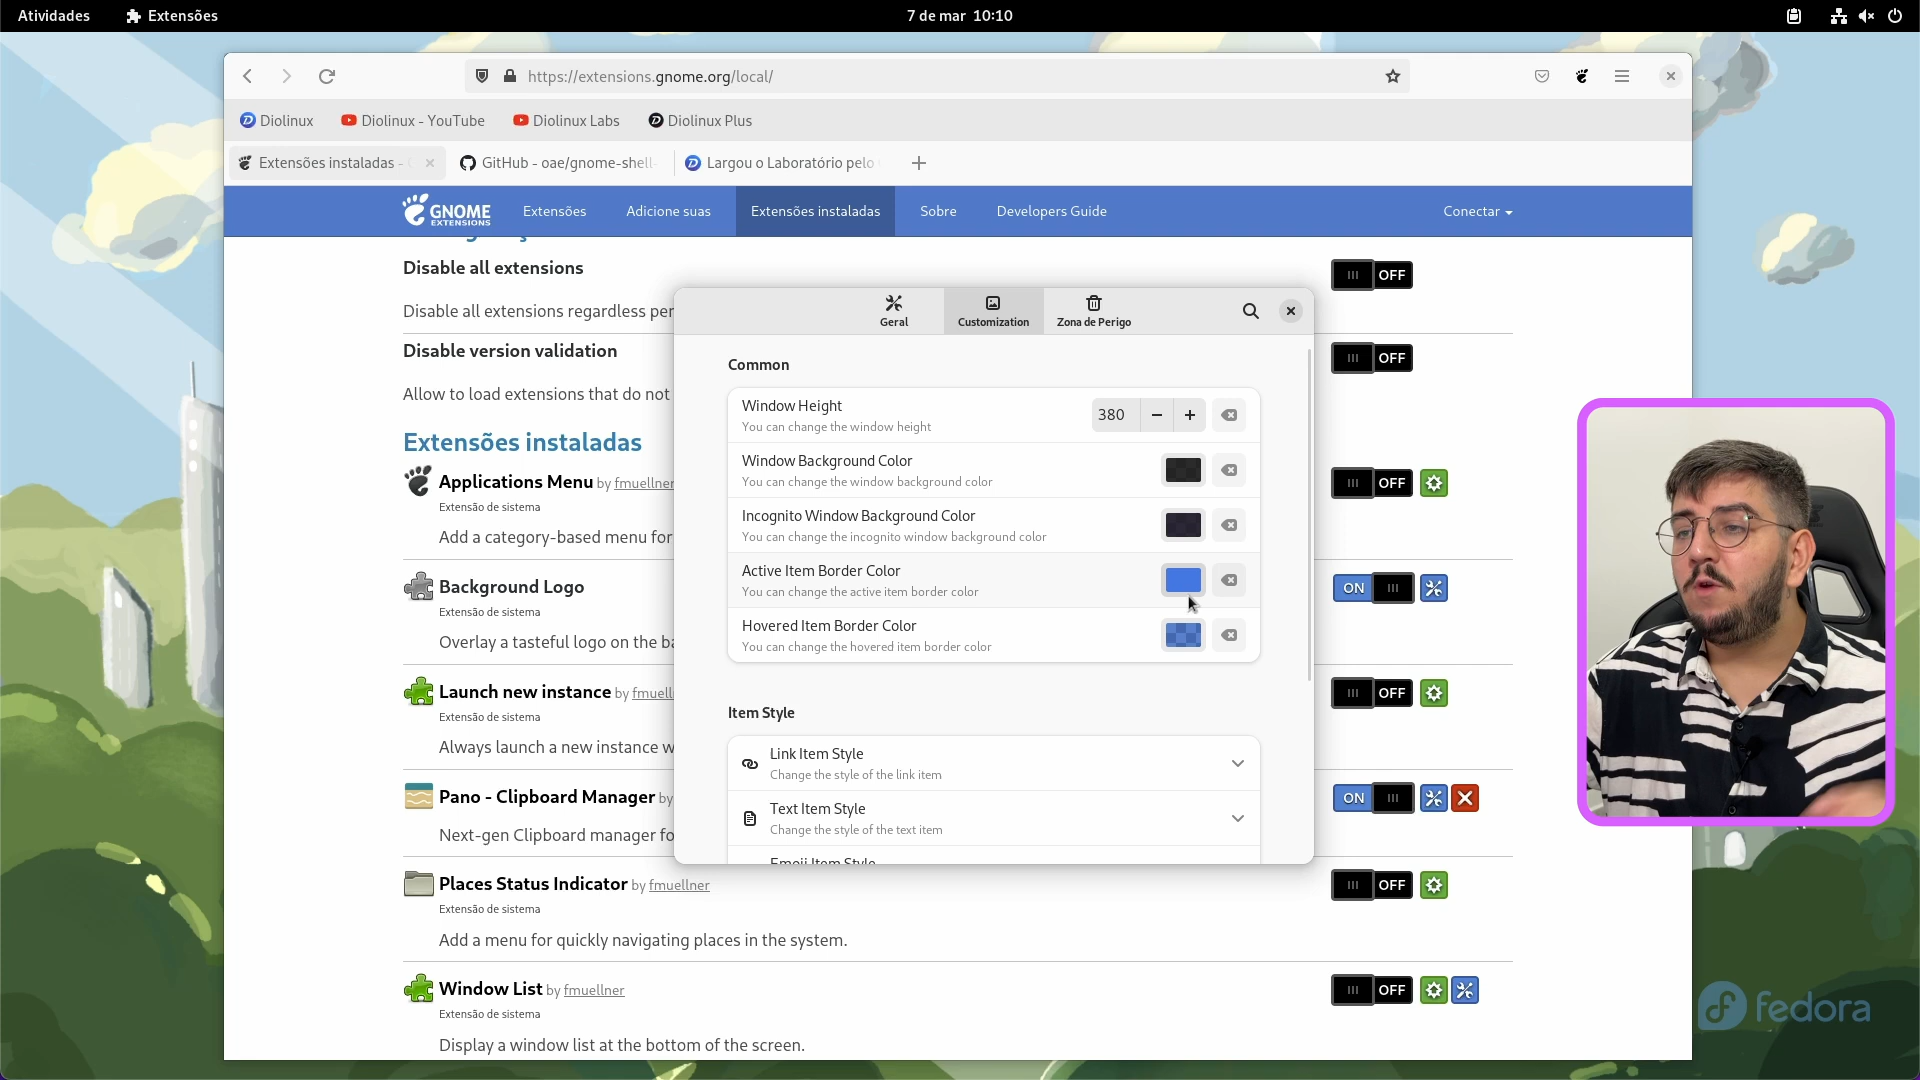 Atividades
Extensões
7 de mar 10:10
https://extensions.gnome.org/local/
Diolinux
Diolinux - YouTube
Diolinux Labs
Diolinux Plus
Extensões instaladas -
GitHub - oae/gnome-shell-
Largou o Laboratório pelo
GNOME
EXTENSIONS
Extensões
Adicione suas
Extensões instaladas
Sobre
Developers Guide
Conectar
Disable all extensions
OFF
Disable all extensions regardless per
Disable version validation
OFF
Allow to load extensions that do not
Extensões instaladas
Applications Menu by fmuellner
OFF
Extensão de sistema
Add a category-based menu for
Background Logo
ON
Extensão de sistema
Overlay a tasteful logo on the ba
Launch new instance by fmuell
OFF
Extensão de sistema
Always launch a new instance w
Pano - Clipboard Manager by
ON
Next-gen Clipboard manager fo
Places Status Indicator by fmuellner
OFF
Extensão de sistema
Add a menu for quickly navigating places in the system.
Window List by fmuellner
OFF
Extensão de sistema
Display a window list at the bottom of the screen.
Geral
Customization
Zona de Perigo
Common
Window Height
You can change the window height
380
Window Background Color
You can change the window background color
Incognito Window Background Color
You can change the incognito window background color
Active Item Border Color
You can change the active item border color
Hovered Item Border Color
You can change the hovered item border color
Item Style
Link Item Style
Change the style of the link item
Text Item Style
Change the style of the text item
Emoji Item Style
fedora